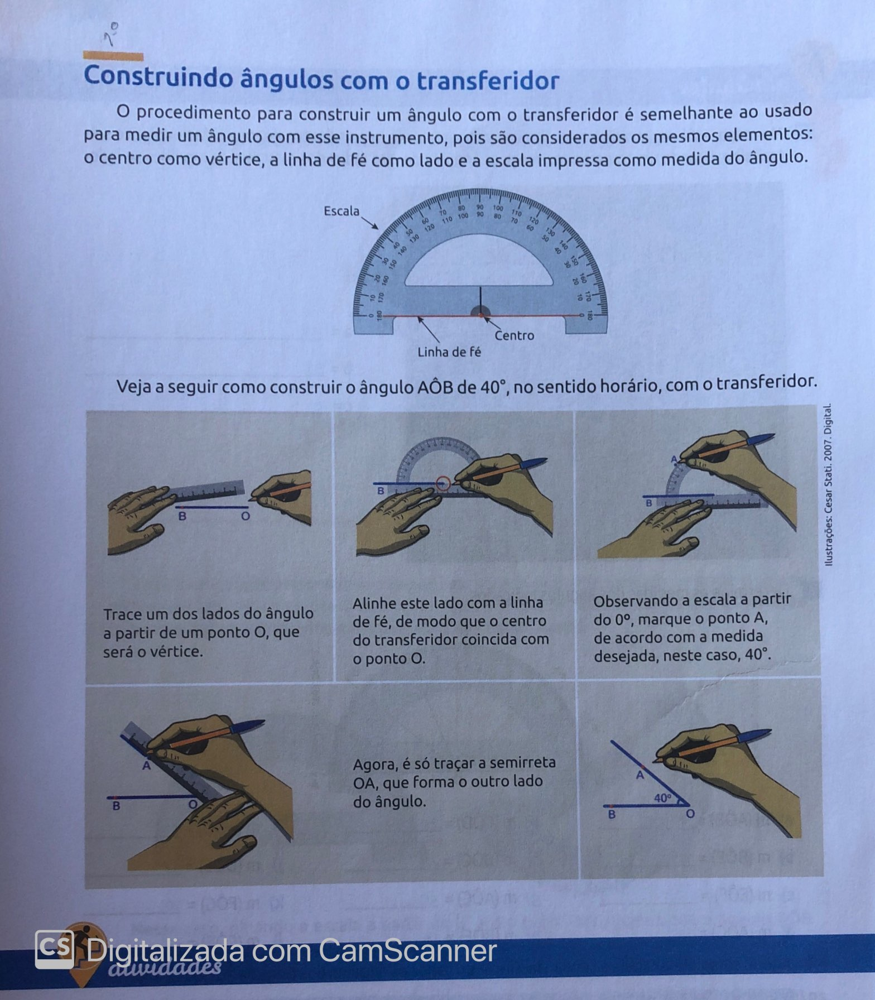 1º
Construindo ângulos com o transferidor
O procedimento para construir um ângulo com o transferidor é semelhante ao usado
para medir um ângulo com esse instrumento, pois são considerados os mesmos elementos:
o centro como vértice, a linha de fé como lado e a escala impressa como medida do ângulo.
Escala
0 10 20 30 40 50 60 70 80 90 100 110 120 130 140 150 160 170 180
180 170 160 150 140 130 120 110 100 90 80 70 60 50 40 30 20 10 0
Centro
Linha de fé
Veja a seguir como construir o ângulo AÔB de 40°, no sentido horário, com o transferidor.
Ilustrações: Cesar Stati. 2007. Digital.
B O
Trace um dos lados do ângulo
a partir de um ponto O, que
será o vértice.
B
Alinhe este lado com a linha
de fé, de modo que o centro
do transferidor coincida com
o ponto O.
A
B
Observando a escala a partir
do 0º, marque o ponto A,
de acordo com a medida
desejada, neste caso, 40°.
A
B O
Agora, é só traçar a semirreta
OA, que forma o outro lado
do ângulo.
A
40º
B O
CS Digitalizada com CamScanner
atividades